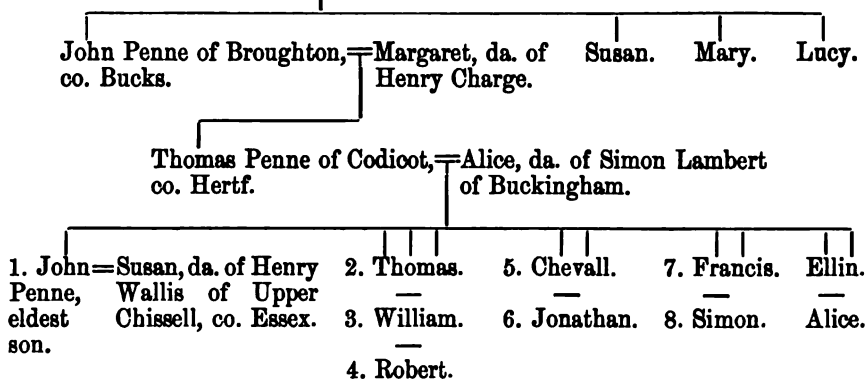 John Penne of Broughton,=Margaret, da. of Susan. Mary. Lucy.
co. Bucks. Henry Charge.
Thomas Penne of Codicot,=Alice, da. of Simon Lambert
co. Hertf. of Buckingham.
1. John=Susan, da. of Henry 2. Thomas. 5. Chevall. 7. Francis. Ellin.
Penne, Wallis of Upper — — — —
eldest Chissell, co. Essex. 3. William. 6. Jonathan. 8. Simon. Alice.
son. —
4. Robert.